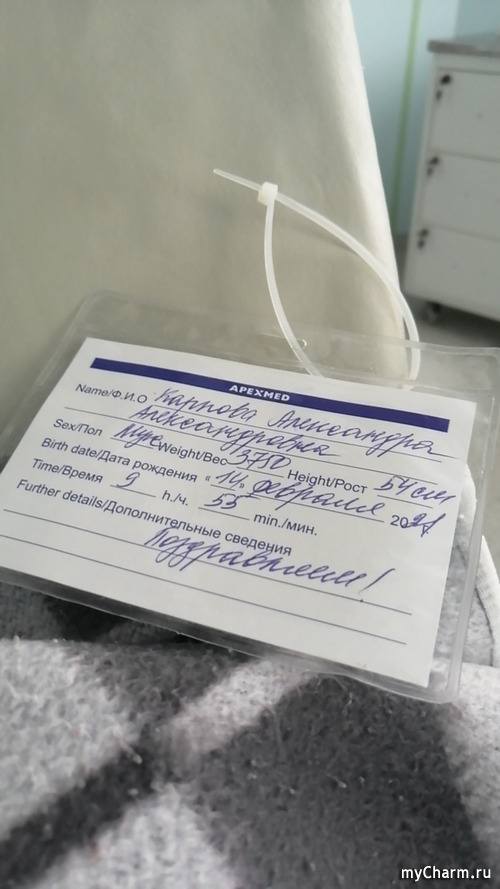 APEXMED
Name/Ф.И.О Карпова Александра
Александровна
Sex/Пол Муж Weight/Вес 3750 Height/Рост 54 см
Birth date/Дата рождения « 14 » февраля 2021
Time/Время 9 h./ч. 55 min./мин.
Further details/Дополнительные сведения
Поздравляем!
myCharm.ru